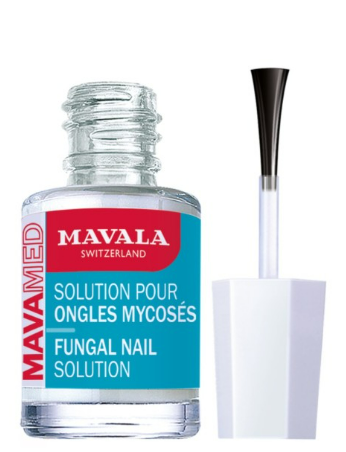 MAVAMED
MAVALA
SWITZERLAND
SOLUTION POUR
ONGLES MYCOSÉS
FUNGAL NAIL
SOLUTION